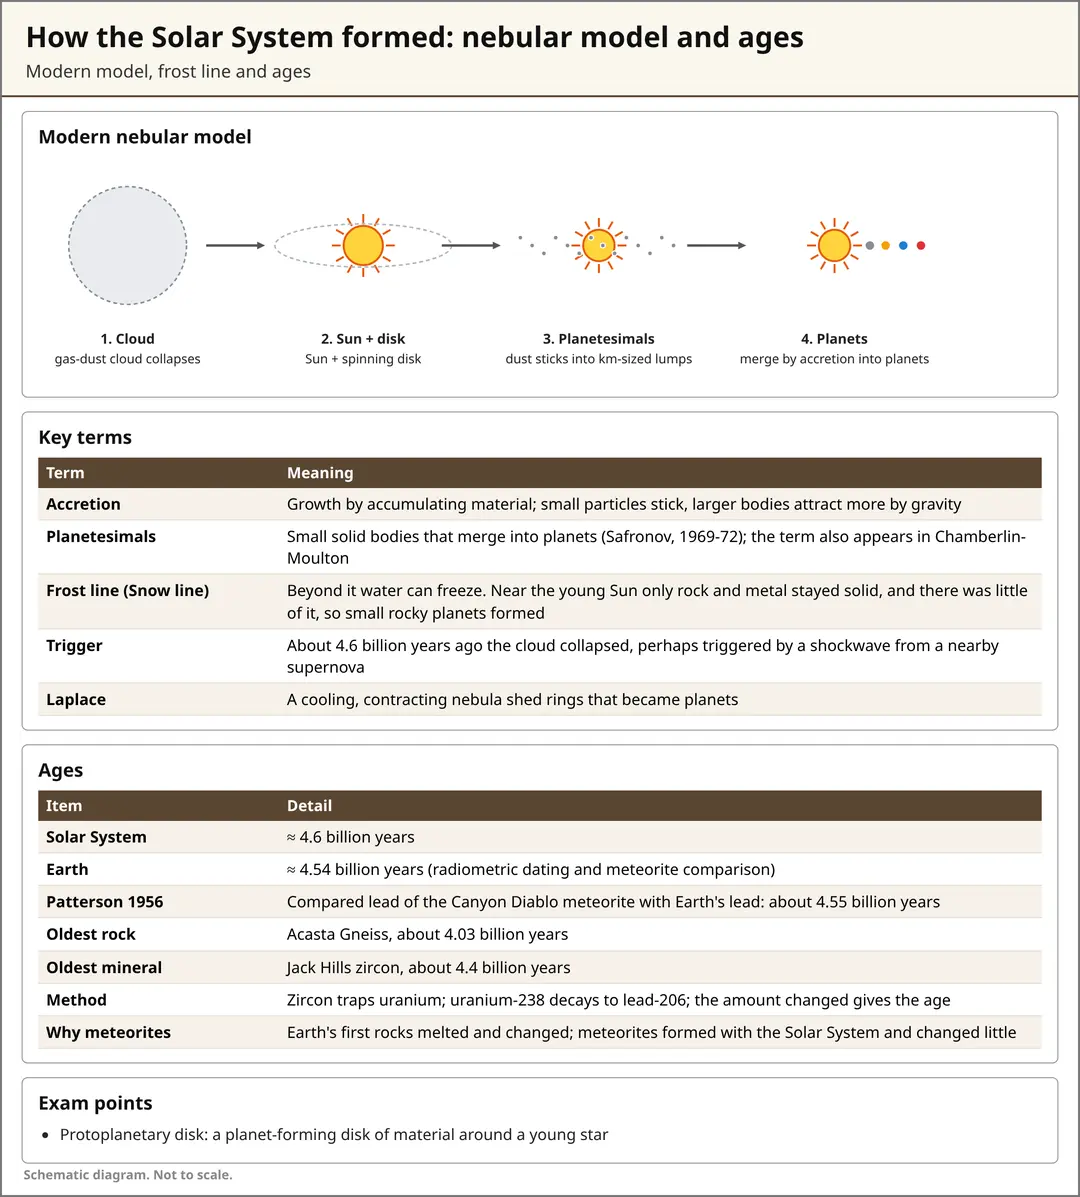 How the Solar System formed: nebular model and ages
Modern model, frost line and ages
Modern nebular model
1. Cloud
gas-dust cloud collapses
2. Sun + disk
Sun + spinning disk
3. Planetesimals
dust sticks into km-sized lumps
4. Planets
merge by accretion into planets
Key terms
Term Meaning
Accretion Growth by accumulating material; small particles stick, larger bodies attract more by gravity
Planetesimals Small solid bodies that merge into planets (Safronov, 1969-72); the term also appears in Chamberlin-
Moulton
Frost line (Snow line) Beyond it water can freeze. Near the young Sun only rock and metal stayed solid, and there was little
of it, so small rocky planets formed
Trigger About 4.6 billion years ago the cloud collapsed, perhaps triggered by a shockwave from a nearby
supernova
Laplace A cooling, contracting nebula shed rings that became planets
Ages
Item Detail
Solar System ≈ 4.6 billion years
Earth ≈ 4.54 billion years (radiometric dating and meteorite comparison)
Patterson 1956 Compared lead of the Canyon Diablo meteorite with Earth's lead: about 4.55 billion years
Oldest rock Acasta Gneiss, about 4.03 billion years
Oldest mineral Jack Hills zircon, about 4.4 billion years
Method Zircon traps uranium; uranium-238 decays to lead-206; the amount changed gives the age
Why meteorites Earth's first rocks melted and changed; meteorites formed with the Solar System and changed little
Exam points
• Protoplanetary disk: a planet-forming disk of material around a young star
Schematic diagram. Not to scale.